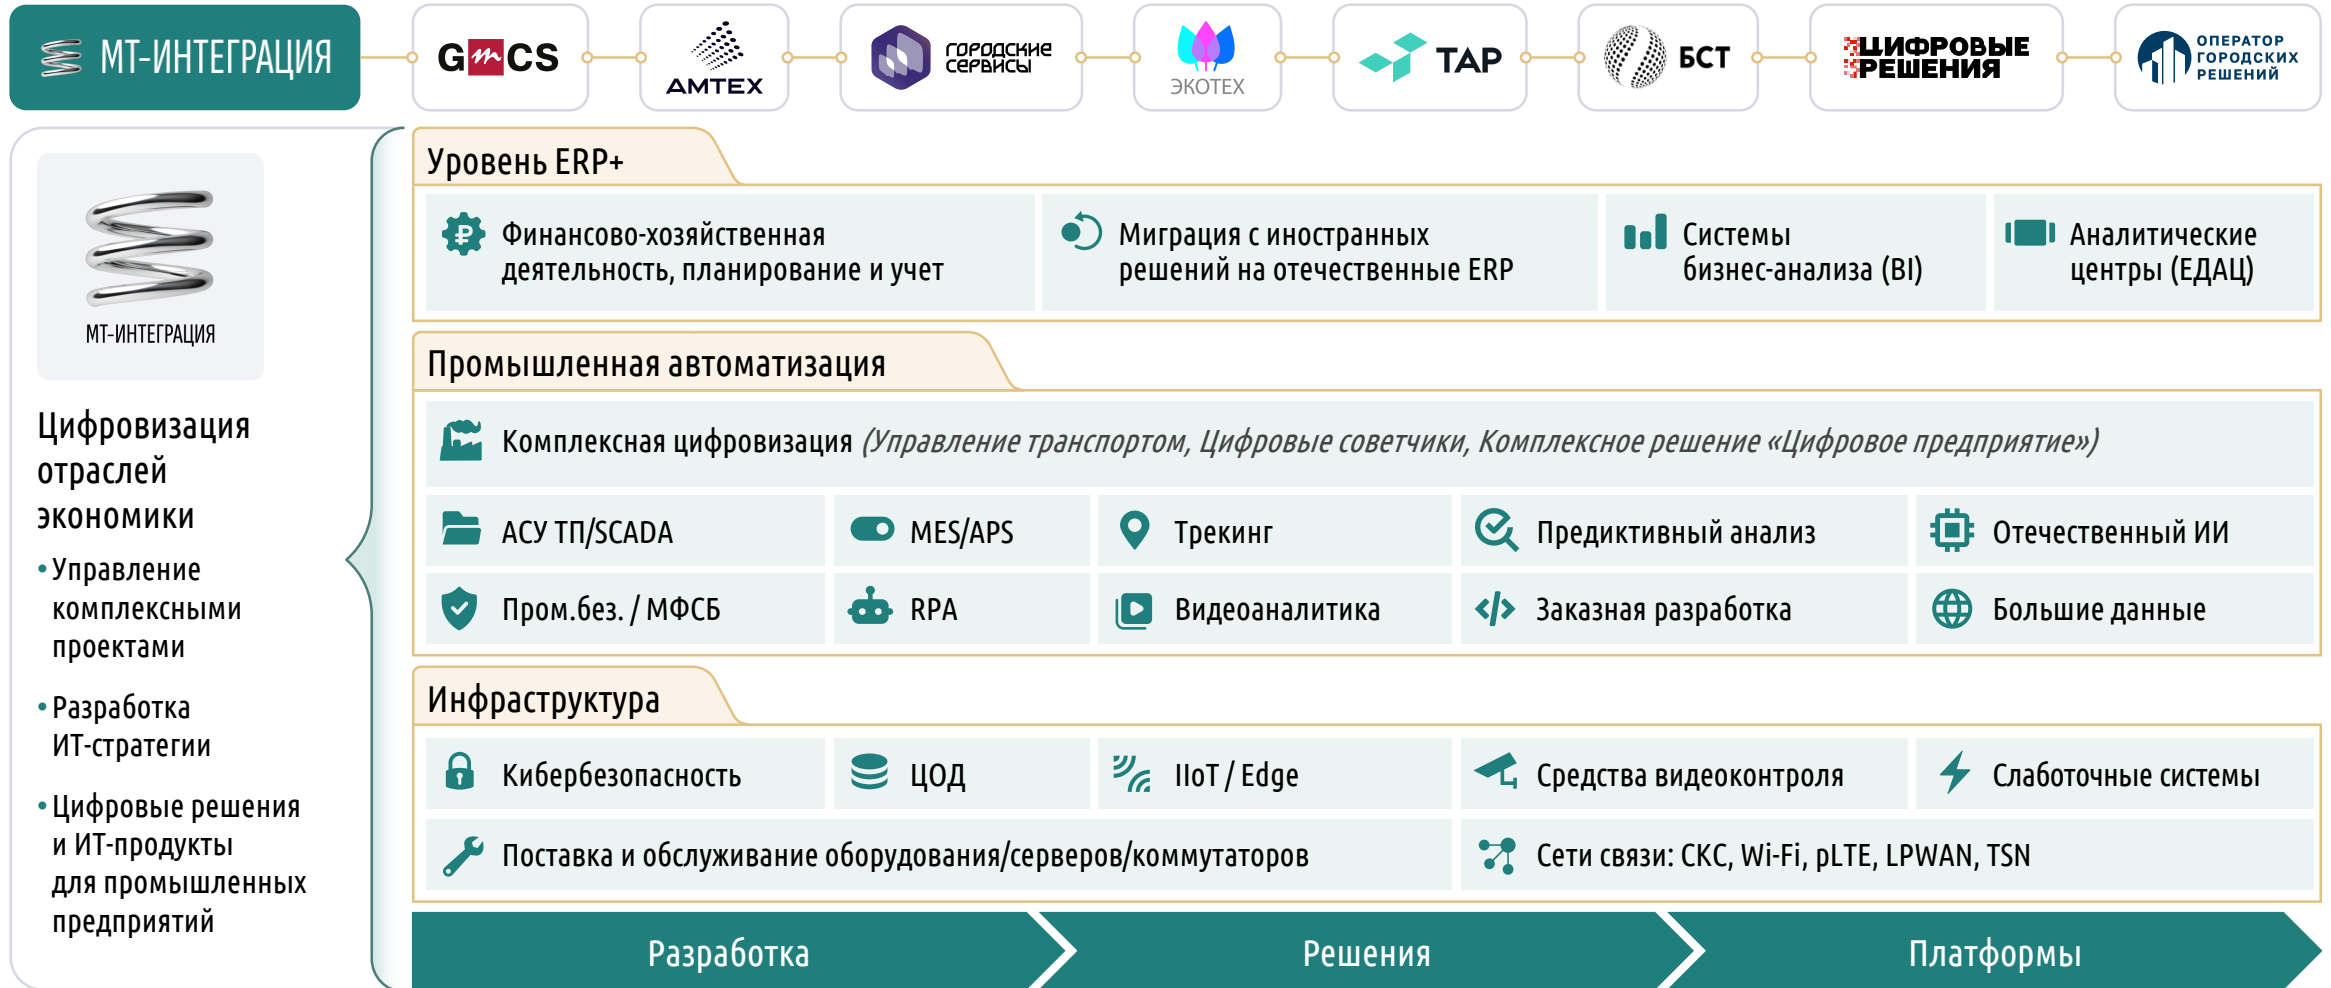 МТ-ИНТЕГРАЦИЯ
GMCS
АМТЕХ
ГОРОДСКИЕ
СЕРВИСЫ
ЭКОТЕХ
ТАР
БСТ
ЦИФРОВЫЕ
РЕШЕНИЯ
ОПЕРАТОР
ГОРОДСКИХ
РЕШЕНИЙ
МТ-ИНТЕГРАЦИЯ
Цифровизация
отраслей
экономики
• Управление
комплексными
проектами
• Разработка
ИТ-стратегии
• Цифровые решения
и ИТ-продукты
для промышленных
предприятий
Уровень ERP+
Финансово-хозяйственная
деятельность, планирование и учет
Миграция с иностранных
решений на отечественные ERP
Системы
бизнес-анализа (BI)
Аналитические
центры (ЕДАЦ)
Промышленная автоматизация
Комплексная цифровизация (Управление транспортом, Цифровые советчики, Комплексное решение «Цифровое предприятие»)
АСУ ТП/SCADA
MES/APS
Трекинг
Предиктивный анализ
Отечественный ИИ
Пром.без. / МФСБ
RPA
Видеоаналитика
Заказная разработка
Большие данные
Инфраструктура
Кибербезопасность
ЦОД
IIoT / Edge
Средства видеоконтроля
Слаботочные системы
Поставка и обслуживание оборудования/серверов/коммутаторов
Сети связи: СКС, Wi-Fi, pLTE, LPWAN, TSN
Разработка
Решения
Платформы